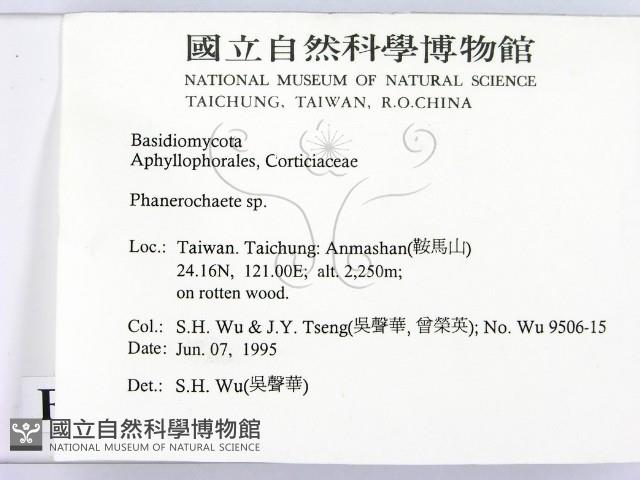 國立自然科學博物館
NATIONAL MUSEUM OF NATURAL SCIENCE
TAICHUNG, TAIWAN, R.O.CHINA
Basidiomycota
Aphyllophorales, Corticiaceae
Phanerochaete sp.
Loc.: Taiwan. Taichung: Anmashan(鞍馬山)
24.16N, 121.00E; alt. 2,250m;
on rotten wood.
Col.: S.H. Wu & J.Y. Tseng(吳聲華, 曾榮英); No. Wu 9506-15
Date: Jun. 07, 1995
Det.: S.H. Wu(吳聲華)
國立自然科學博物館
NATIONAL MUSEUM OF NATURAL SCIENCE